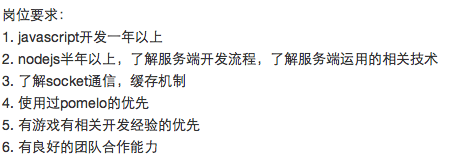 岗位要求：
1. javascript开发一年以上
2. nodejs半年以上，了解服务端开发流程，了解服务端运用的相关技术
3. 了解socket通信，缓存机制
4. 使用过pomelo的优先
5. 有游戏有相关开发经验的优先
6. 有良好的团队合作能力